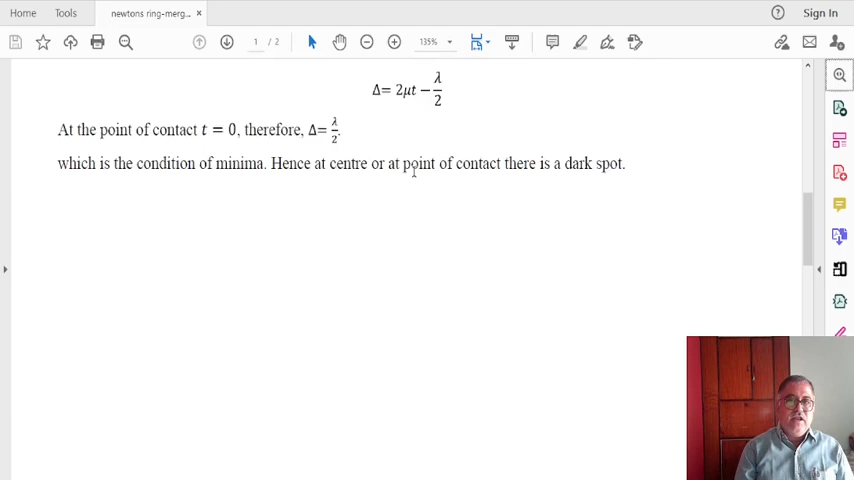 Home
Tools
newtons ring-merg...
×
?
Sign In
1 / 2
135%
Δ= 2μt − λ/2
At the point of contact t = 0, therefore, Δ= λ/2.
which is the condition of minima. Hence at centre or at point of contact there is a dark spot.